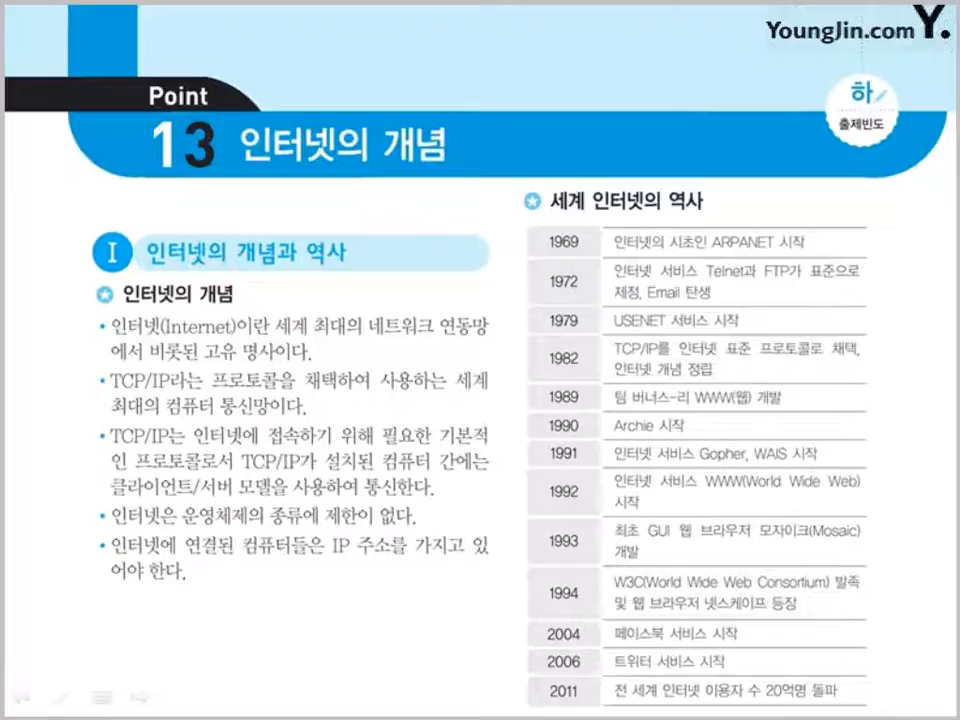 YoungJin.com Y.
Point
13 인터넷의 개념
하
출제빈도
I 인터넷의 개념과 역사
인터넷의 개념
• 인터넷(Internet)이란 세계 최대의 네트워크 연동망
에서 비롯된 고유 명사이다.
• TCP/IP라는 프로토콜을 채택하여 사용하는 세계
최대의 컴퓨터 통신망이다.
• TCP/IP는 인터넷에 접속하기 위해 필요한 기본적
인 프로토콜로서 TCP/IP가 설치된 컴퓨터 간에는
클라이언트/서버 모델을 사용하여 통신한다.
• 인터넷은 운영체제의 종류에 제한이 없다.
• 인터넷에 연결된 컴퓨터들은 IP 주소를 가지고 있
어야 한다.
세계 인터넷의 역사
1969 인터넷의 시초인 ARPANET 시작
1972 인터넷 서비스 Telnet과 FTP가 표준으로
제정, Email 탄생
1979 USENET 서비스 시작
1982 TCP/IP를 인터넷 표준 프로토콜로 채택,
인터넷 개념 정립
1989 팀 버너스-리 WWW(웹) 개발
1990 Archie 시작
1991 인터넷 서비스 Gopher, WAIS 시작
1992 인터넷 서비스 WWW(World Wide Web)
시작
1993 최초 GUI 웹 브라우저 모자이크(Mosaic)
개발
1994 W3C(World Wide Web Consortium) 발족
및 웹 브라우저 넷스케이프 등장
2004 페이스북 서비스 시작
2006 트위터 서비스 시작
2011 전 세계 인터넷 이용자 수 20억명 돌파